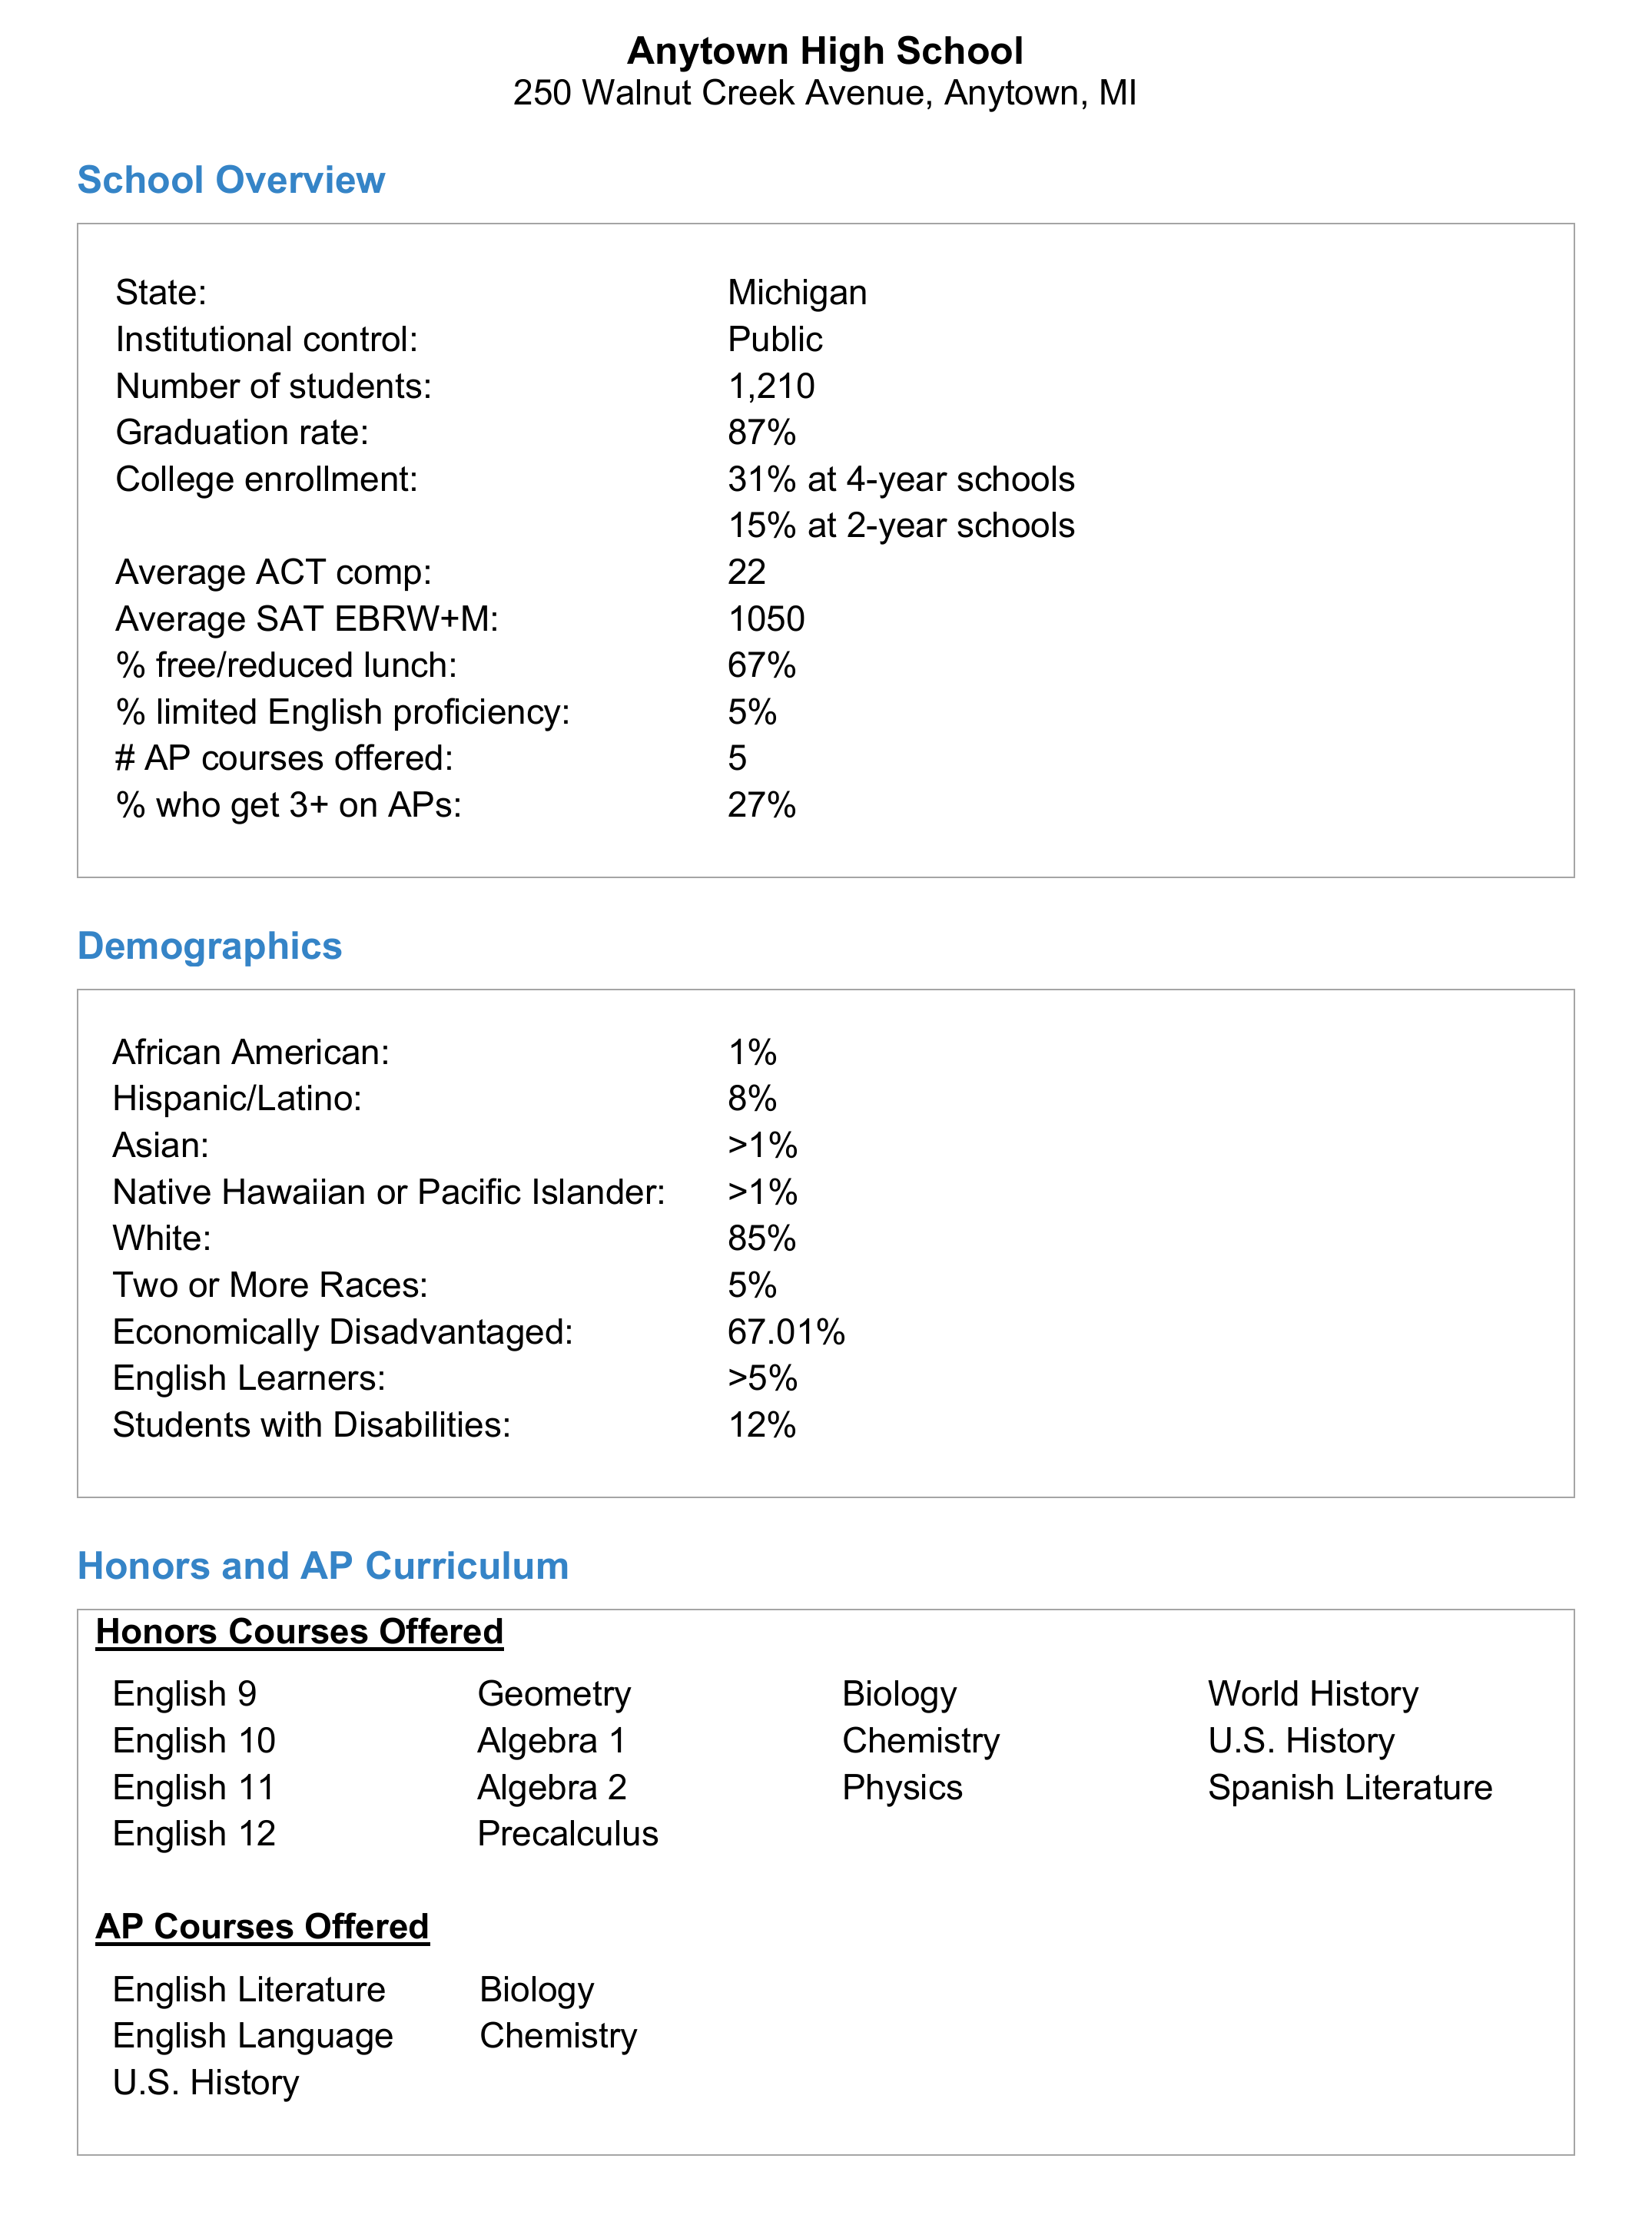 Anytown High School
250 Walnut Creek Avenue, Anytown, MI
School Overview
State: Michigan
Institutional control: Public
Number of students: 1,210
Graduation rate: 87%
College enrollment: 31% at 4-year schools
15% at 2-year schools
Average ACT comp: 22
Average SAT EBRW+M: 1050
% free/reduced lunch: 67%
% limited English proficiency: 5%
# AP courses offered: 5
% who get 3+ on APs: 27%
Demographics
African American: 1%
Hispanic/Latino: 8%
Asian: >1%
Native Hawaiian or Pacific Islander: >1%
White: 85%
Two or More Races: 5%
Economically Disadvantaged: 67.01%
English Learners: >5%
Students with Disabilities: 12%
Honors and AP Curriculum
Honors Courses Offered
English 9 Geometry Biology World History
English 10 Algebra 1 Chemistry U.S. History
English 11 Algebra 2 Physics Spanish Literature
English 12 Precalculus
AP Courses Offered
English Literature Biology
English Language Chemistry
U.S. History